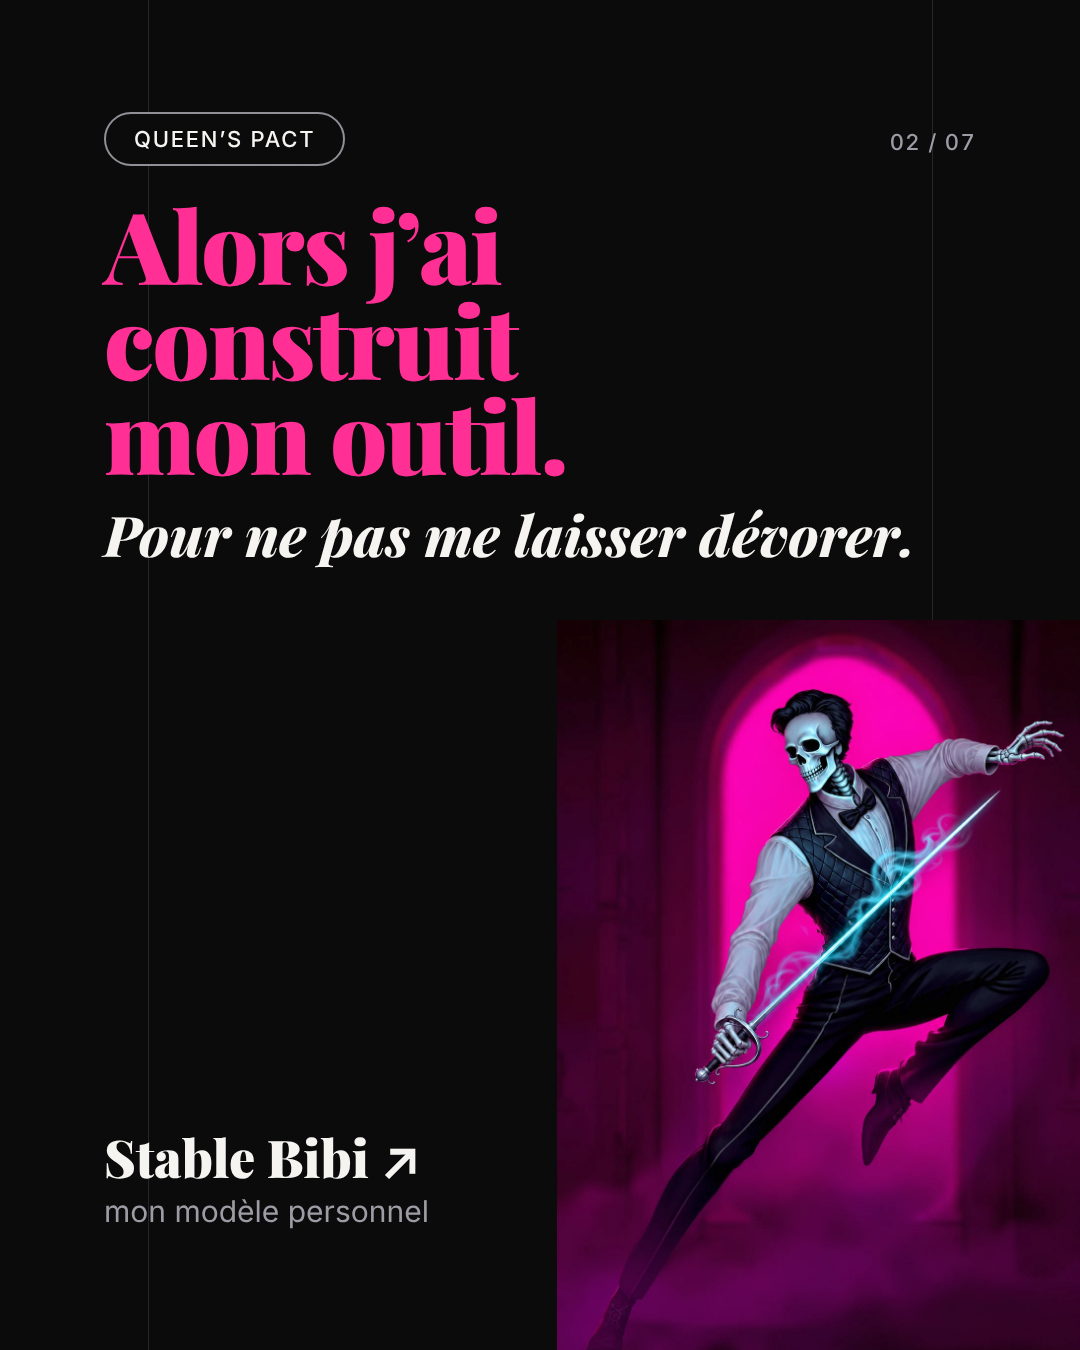 QUEEN’S PACT
02 / 07
Alors j’ai
construit
mon outil.
Pour ne pas me laisser dévorer.
Stable Bibi ↗
mon modèle personnel